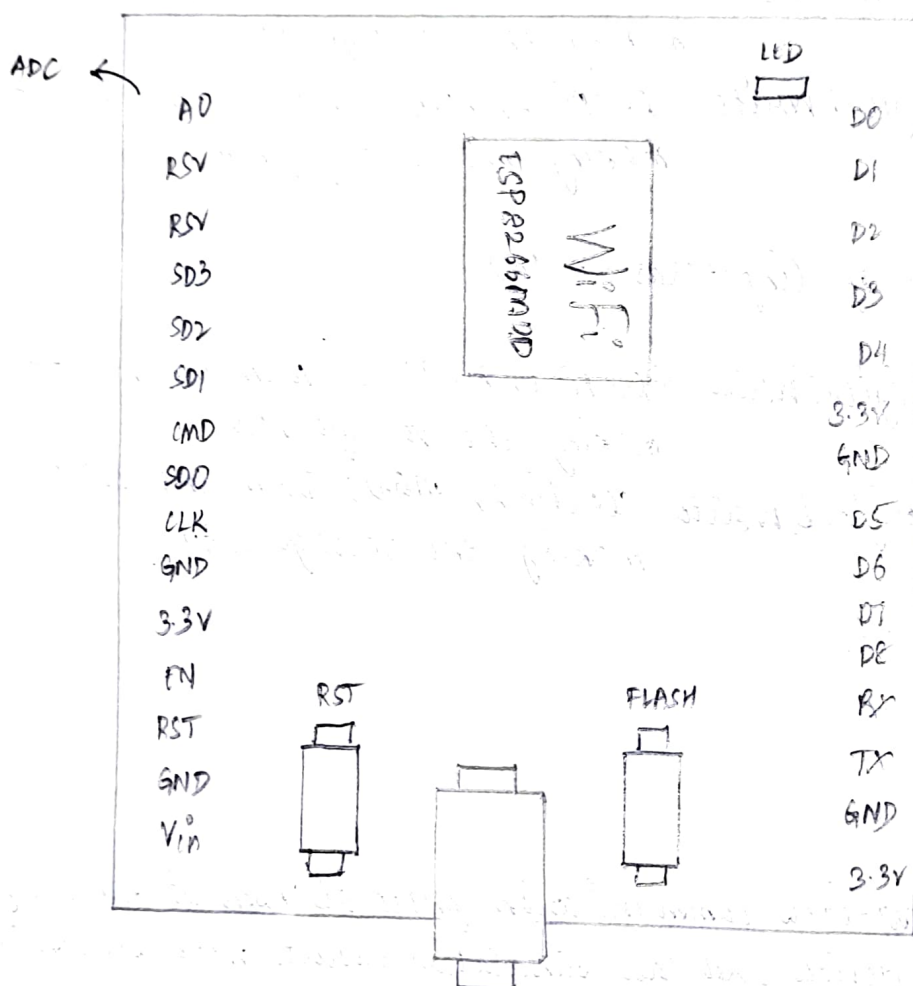 LED
ADC
A0
RSV
RSV
SD3
SD2
SD1
CMD
SD0
CLK
GND
3.3V
EN
RST
GND
Vin
WiFi
ESP8266MOD
RST
FLASH
D0
D1
D2
D3
D4
3.3V
GND
D5
D6
D7
D8
RX
TX
GND
3.3V